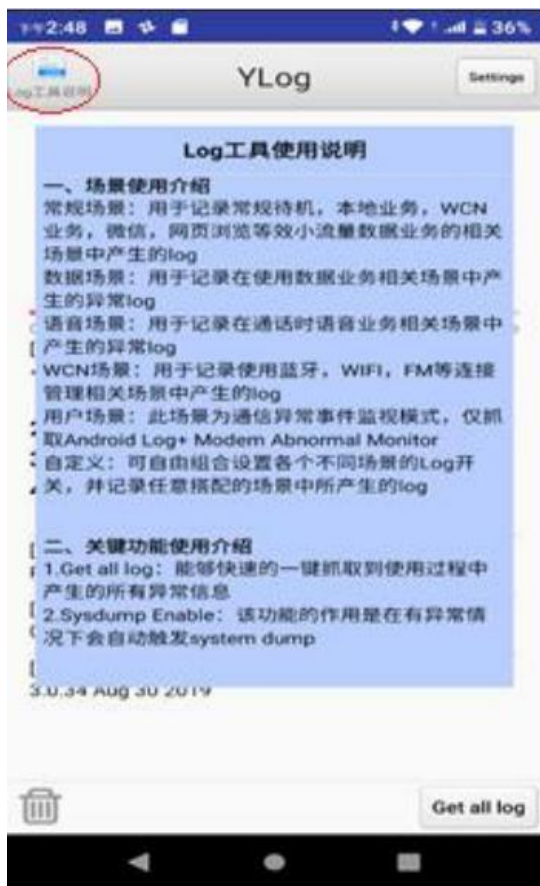 2:48
36%
Log工具说明
YLog
Settings
Log工具使用说明
一、场景使用介绍
常规场景：用于记录常规待机，本地业务，WCN
业务，微信，网页浏览等效小流量数据业务的相关
场景中产生的log
数据场景：用于记录在使用数据业务相关场景中产
生的异常log
语音场景：用于记录在通话时语音业务相关场景中
产生的异常log
WCN场景：用于记录使用蓝牙，WIFI，FM等连接
管理相关场景中产生的log
用户场景：此场景为通信异常事件监视模式，仅抓
取Android Log+ Modem Abnormal Monitor
自定义：可自由组合设置各个不同场景的Log开
关，并记录任意搭配的场景中所产生的log
二、关键功能使用介绍
1.Get all log：能够快速的一键抓取到使用过程中
产生的所有异常信息
2.Sysdump Enable：该功能的作用是在有异常情
况下会自动触发system dump
3.0.34 Aug 30 2019
Get all log